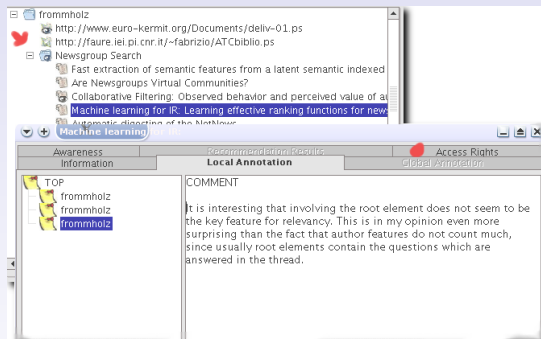 frommholz
http://www.euro-kermit.org/Documents/deliv-01.ps
http://faure.iei.pi.cnr.it/~fabrizio/ATCbiblio.ps
Newsgroup Search
Fast extraction of semantic features from a latent semantic indexed
Are Newsgroups Virtual Communities?
Collaborative Filtering: Observed behavior and perceived value of au
Machine learning for IR: Learning effective ranking functions for news
Automatic digesting of the NetNews
Machine learning for IR:
Awareness
Recommendation Results
Access Rights
Information
Local Annotation
Global Annotation
TOP
frommholz
frommholz
frommholz
COMMENT
It is interesting that involving the root element does not seem to be
the key feature for relevancy. This is in my opinion even more
surprising than the fact that author features do not count much,
since usually root elements contain the questions which are
answered in the thread.